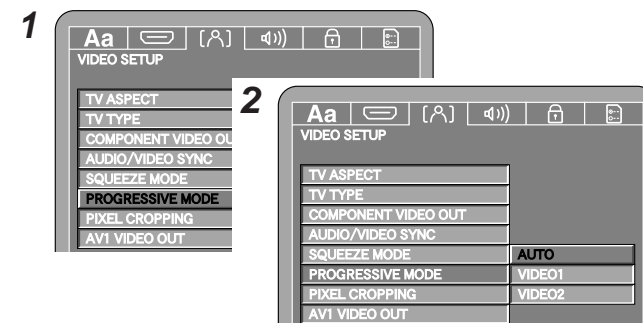 1
Aa
VIDEO SETUP
TV ASPECT
TV TYPE
COMPONENT VIDEO OU
AUDIO/VIDEO SYNC
SQUEEZE MODE
PROGRESSIVE MODE
PIXEL CROPPING
AV1 VIDEO OUT
2
Aa
VIDEO SETUP
TV ASPECT
TV TYPE
COMPONENT VIDEO OUT
AUDIO/VIDEO SYNC
SQUEEZE MODE AUTO
PROGRESSIVE MODE VIDEO1
PIXEL CROPPING VIDEO2
AV1 VIDEO OUT